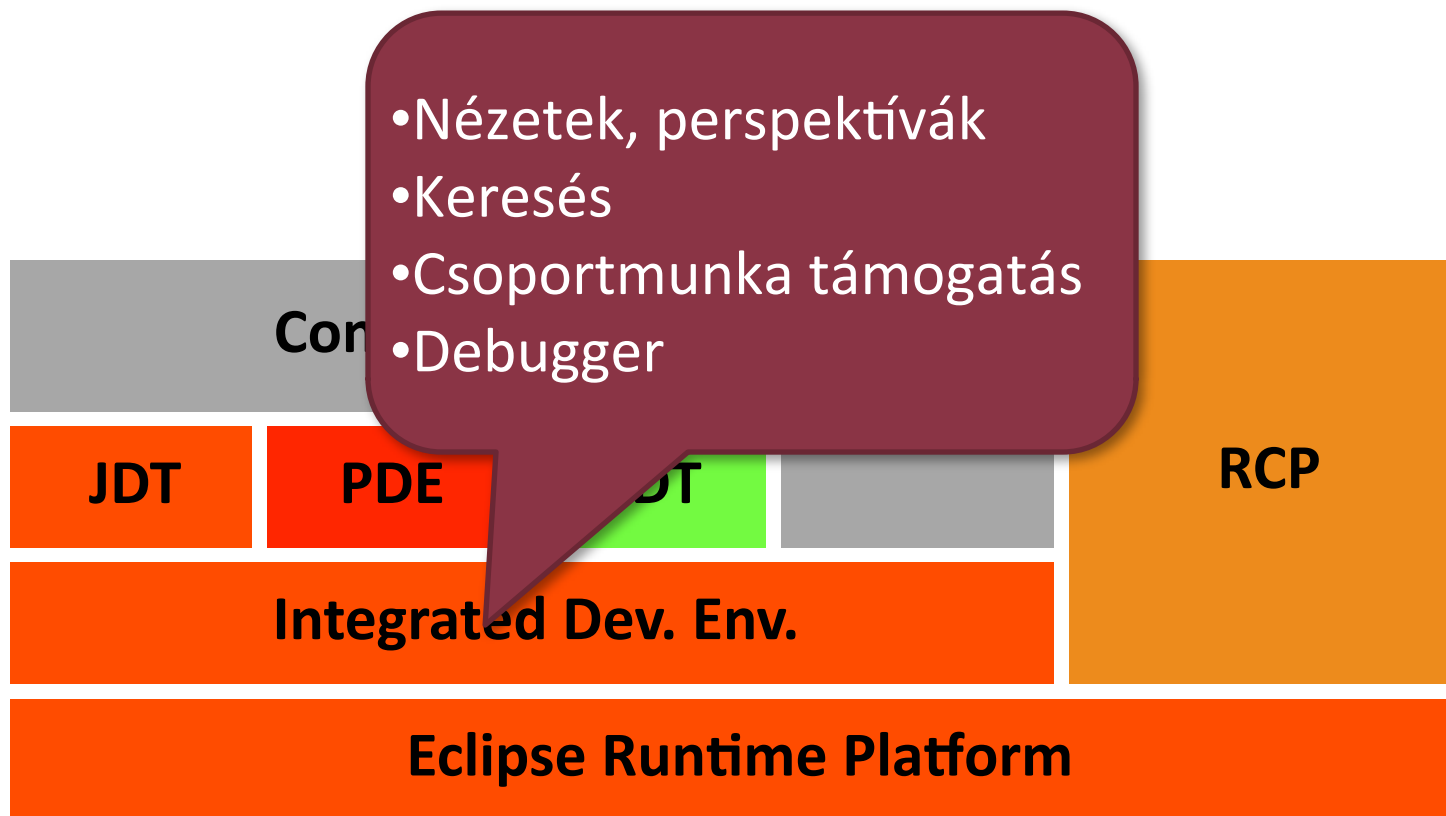 •Nézetek, perspektívák
•Keresés
•Csoportmunka támogatás
•Debugger
JDT
PDE
RCP
Integrated Dev. Env.
Eclipse Runtime Platform